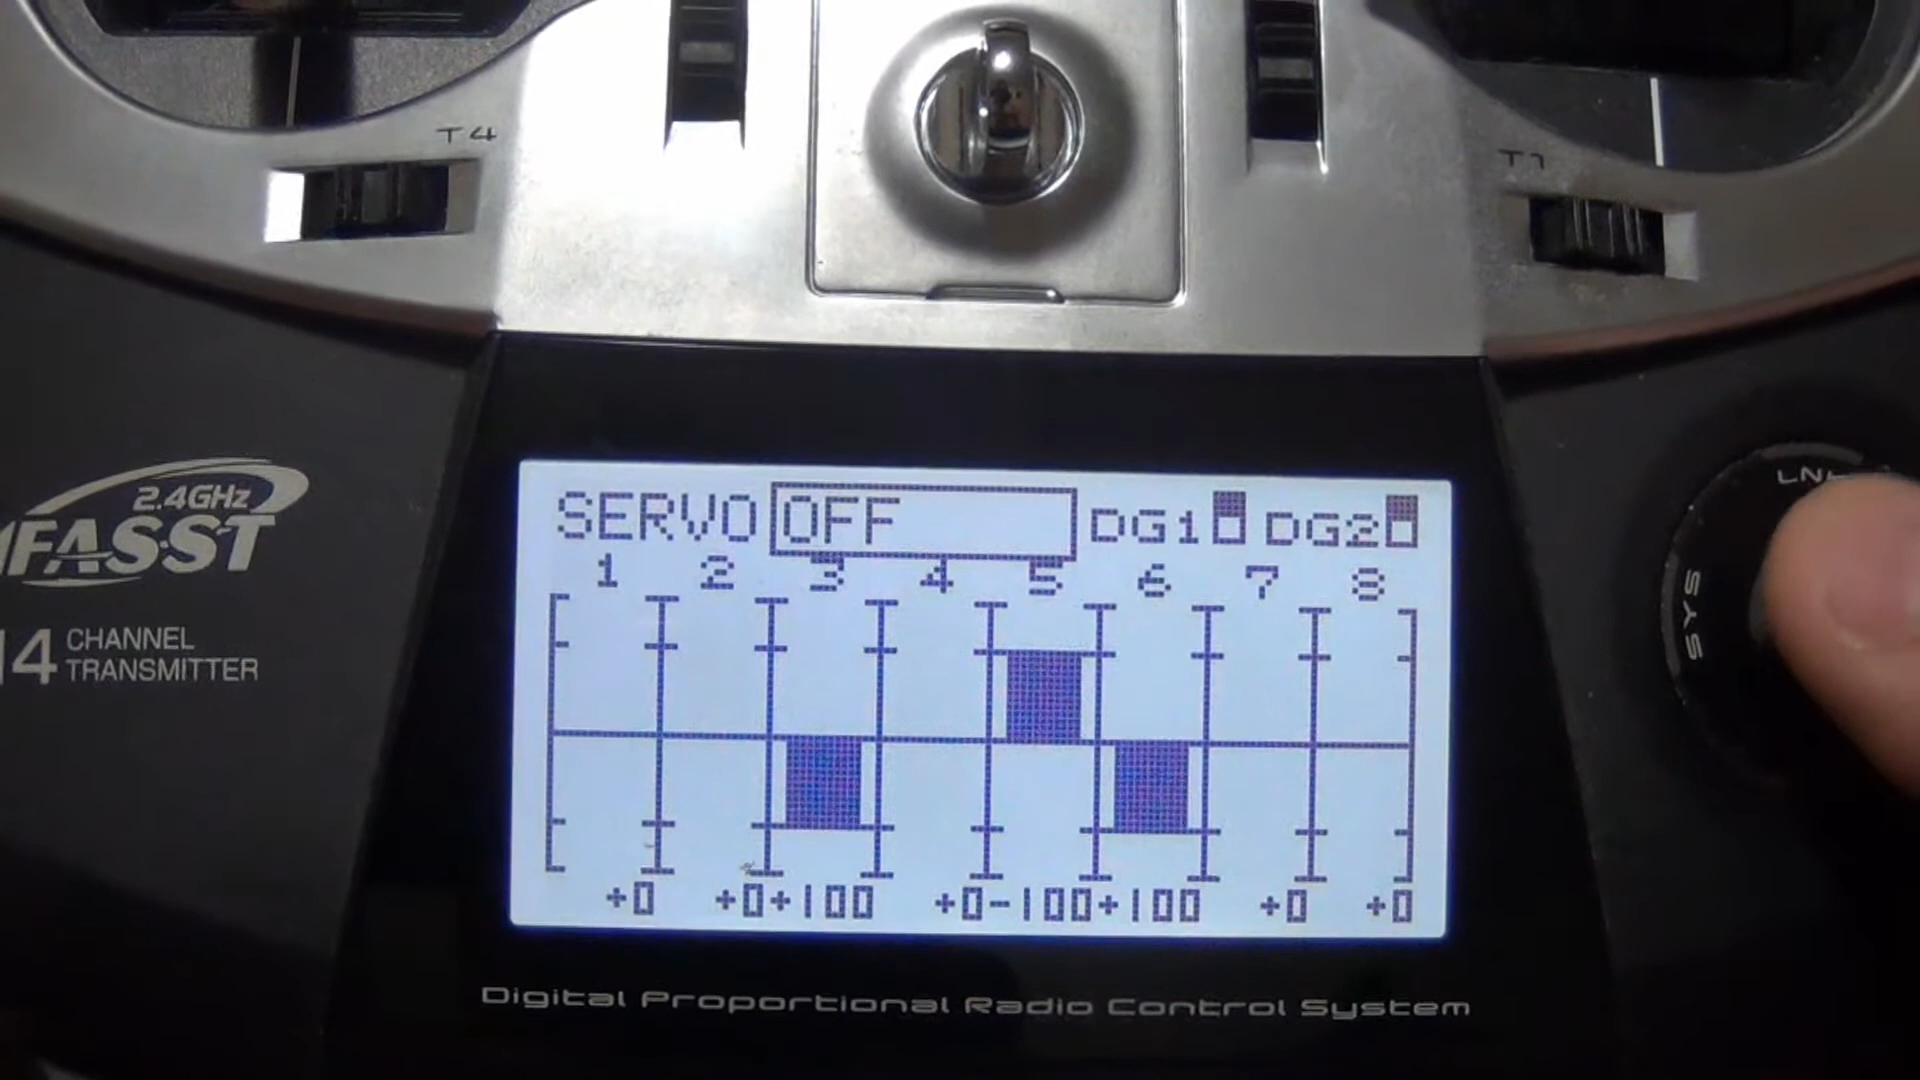 T4
T1
LNK
SERVO OFF DG1 DG2
1 2 3 4 5 6 7 8
+0 +0+100 +0-100+100 +0 +0
2.4GHz
FASST
14 CHANNEL
TRANSMITTER
SYS
Digital Proportional Radio Control System